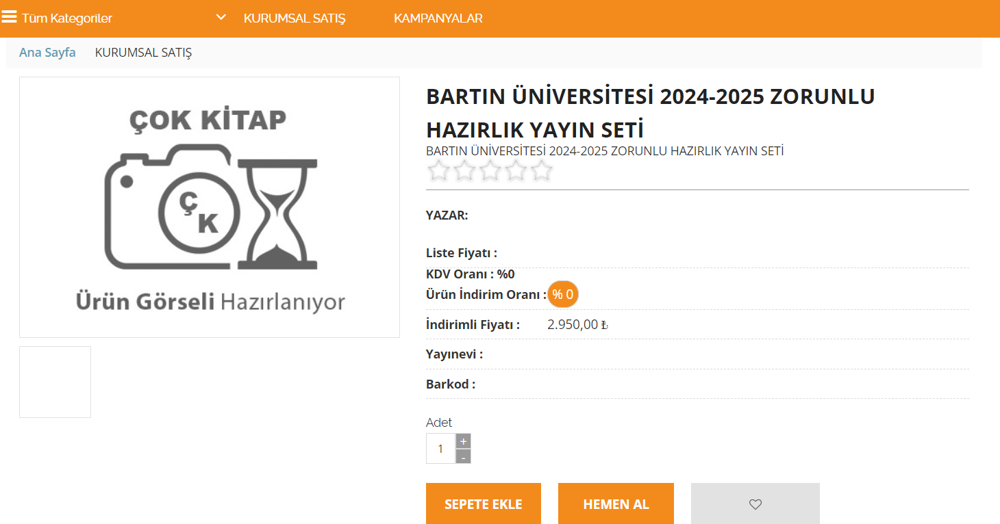 Tüm Kategoriler
KURUMSAL SATIŞ
KAMPANYALAR
Ana Sayfa
KURUMSAL SATIŞ
ÇOK KİTAP
Ç
K
Ürün Görseli Hazırlanıyor
BARTIN ÜNİVERSİTESİ 2024-2025 ZORUNLU
HAZIRLIK YAYIN SETİ
BARTIN ÜNİVERSİTESİ 2024-2025 ZORUNLU HAZIRLIK YAYIN SETİ
YAZAR:
Liste Fiyatı :
KDV Oranı : %0
Ürün İndirim Oranı : % 0
İndirimli Fiyatı : 2.950,00 ₺
Yayınevi :
Barkod :
Adet
1
+
-
SEPETE EKLE
HEMEN AL